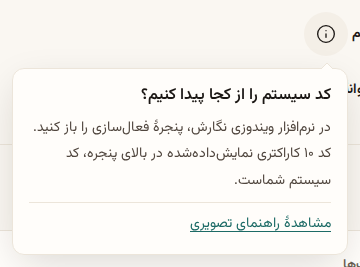 کد سیستم را از کجا پیدا کنیم؟
در نرم‌افزار ویندوزی نگارش، پنجرهٔ فعال‌سازی را باز کنید.
کد ۱۰ کاراکتری نمایش‌داده‌شده در بالای پنجره، کد
سیستم شماست.
مشاهدهٔ راهنمای تصویری